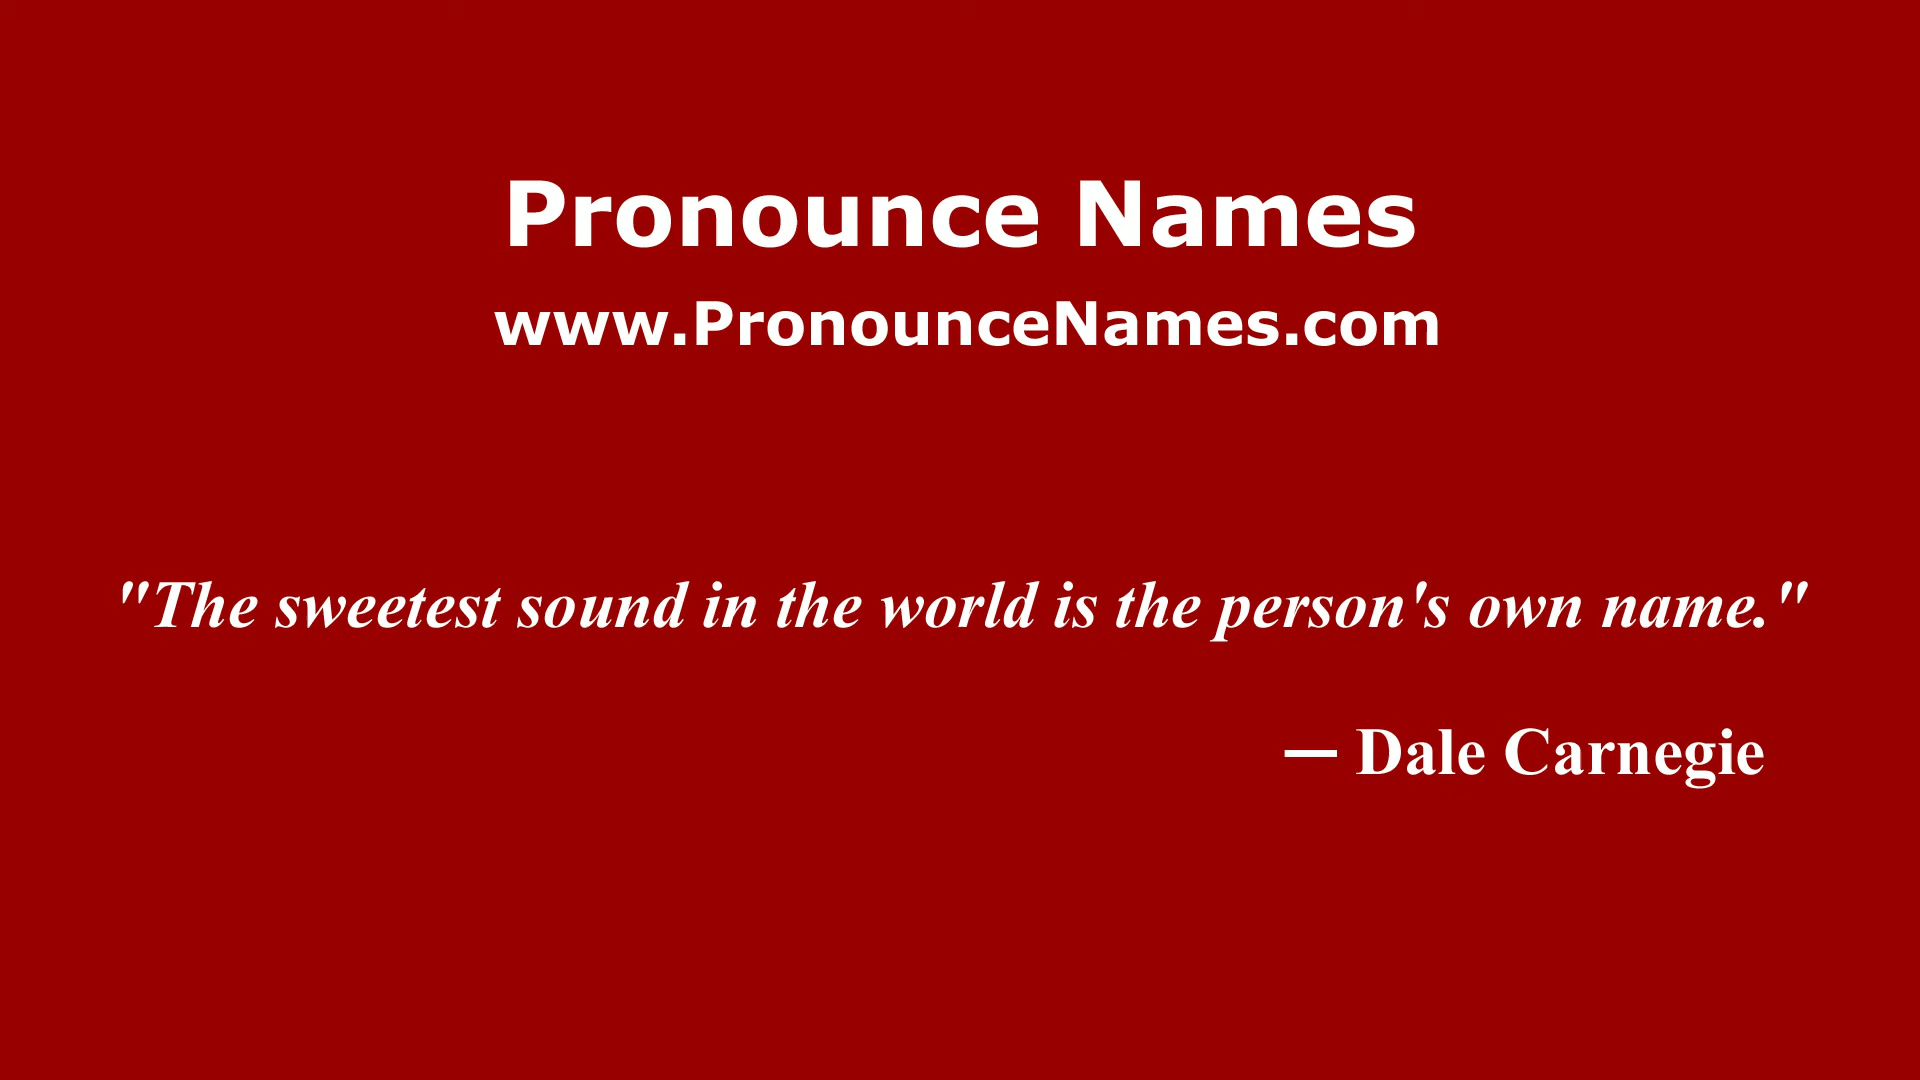 Pronounce Names
www.PronounceNames.com
"The sweetest sound in the world is the person's own name."
— Dale Carnegie